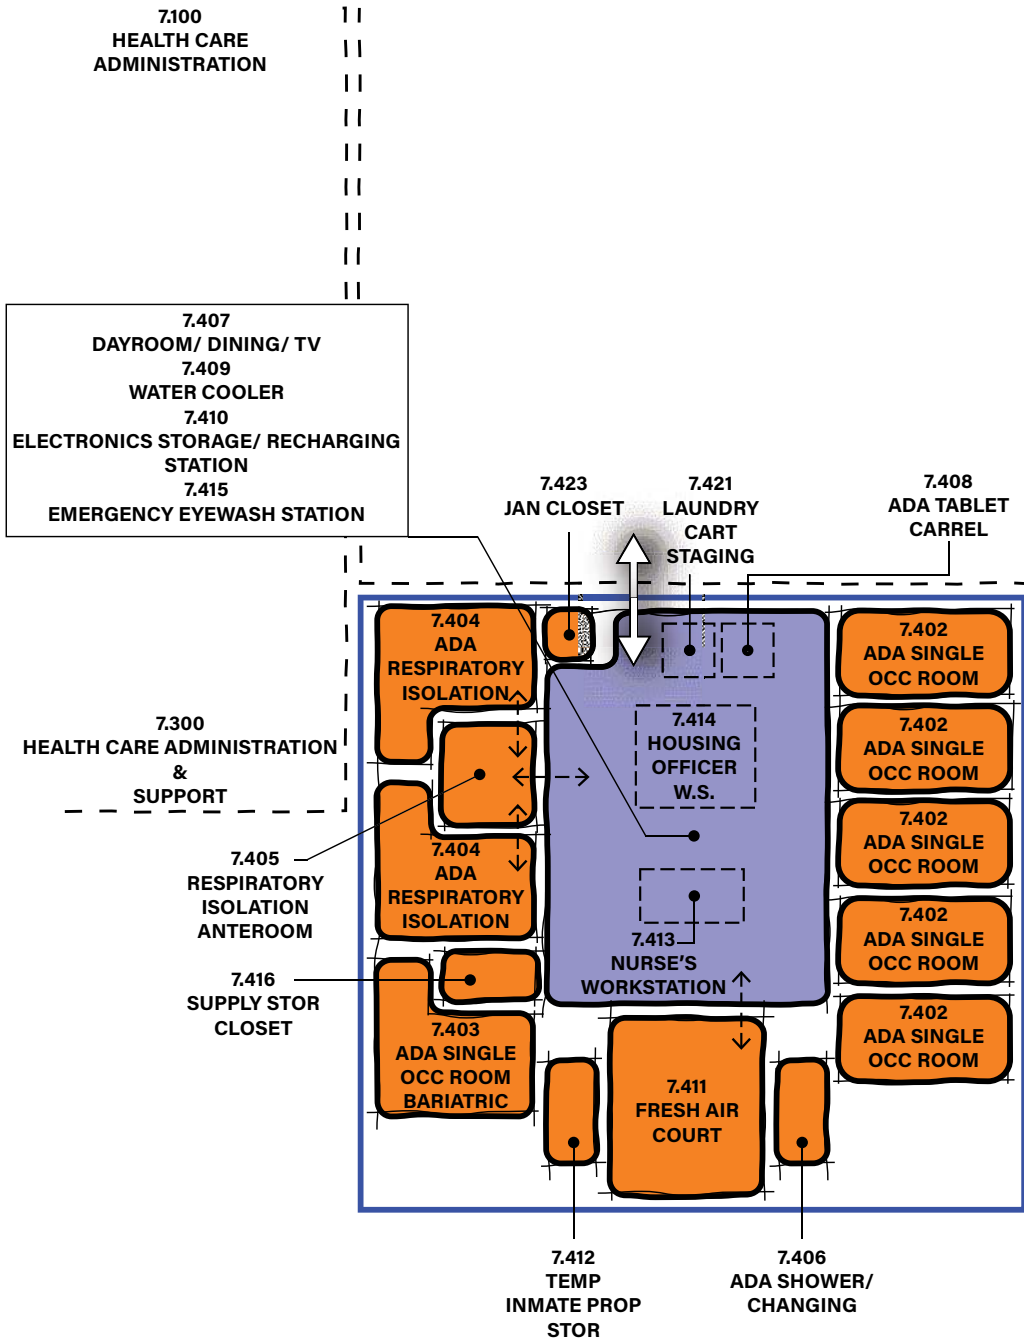 7.100
HEALTH CARE
ADMINISTRATION
7.407
DAYROOM/ DINING/ TV
7.409
WATER COOLER
7.410
ELECTRONICS STORAGE/ RECHARGING
STATION
7.415
EMERGENCY EYEWASH STATION
7.423
JAN CLOSET
7.421
LAUNDRY
CART
STAGING
7.408
ADA TABLET
CARREL
7.404
ADA
RESPIRATORY
ISOLATION
7.402
ADA SINGLE
OCC ROOM
7.300
HEALTH CARE ADMINISTRATION
&
SUPPORT
7.414
HOUSING
OFFICER
W.S.
7.402
ADA SINGLE
OCC ROOM
7.405
RESPIRATORY
ISOLATION
ANTEROOM
7.404
ADA
RESPIRATORY
ISOLATION
7.402
ADA SINGLE
OCC ROOM
7.413
NURSE'S
WORKSTATION
7.402
ADA SINGLE
OCC ROOM
7.416
SUPPLY STOR
CLOSET
7.403
ADA SINGLE
OCC ROOM
BARIATRIC
7.402
ADA SINGLE
OCC ROOM
7.411
FRESH AIR
COURT
7.412
TEMP
INMATE PROP
STOR
7.406
ADA SHOWER/
CHANGING